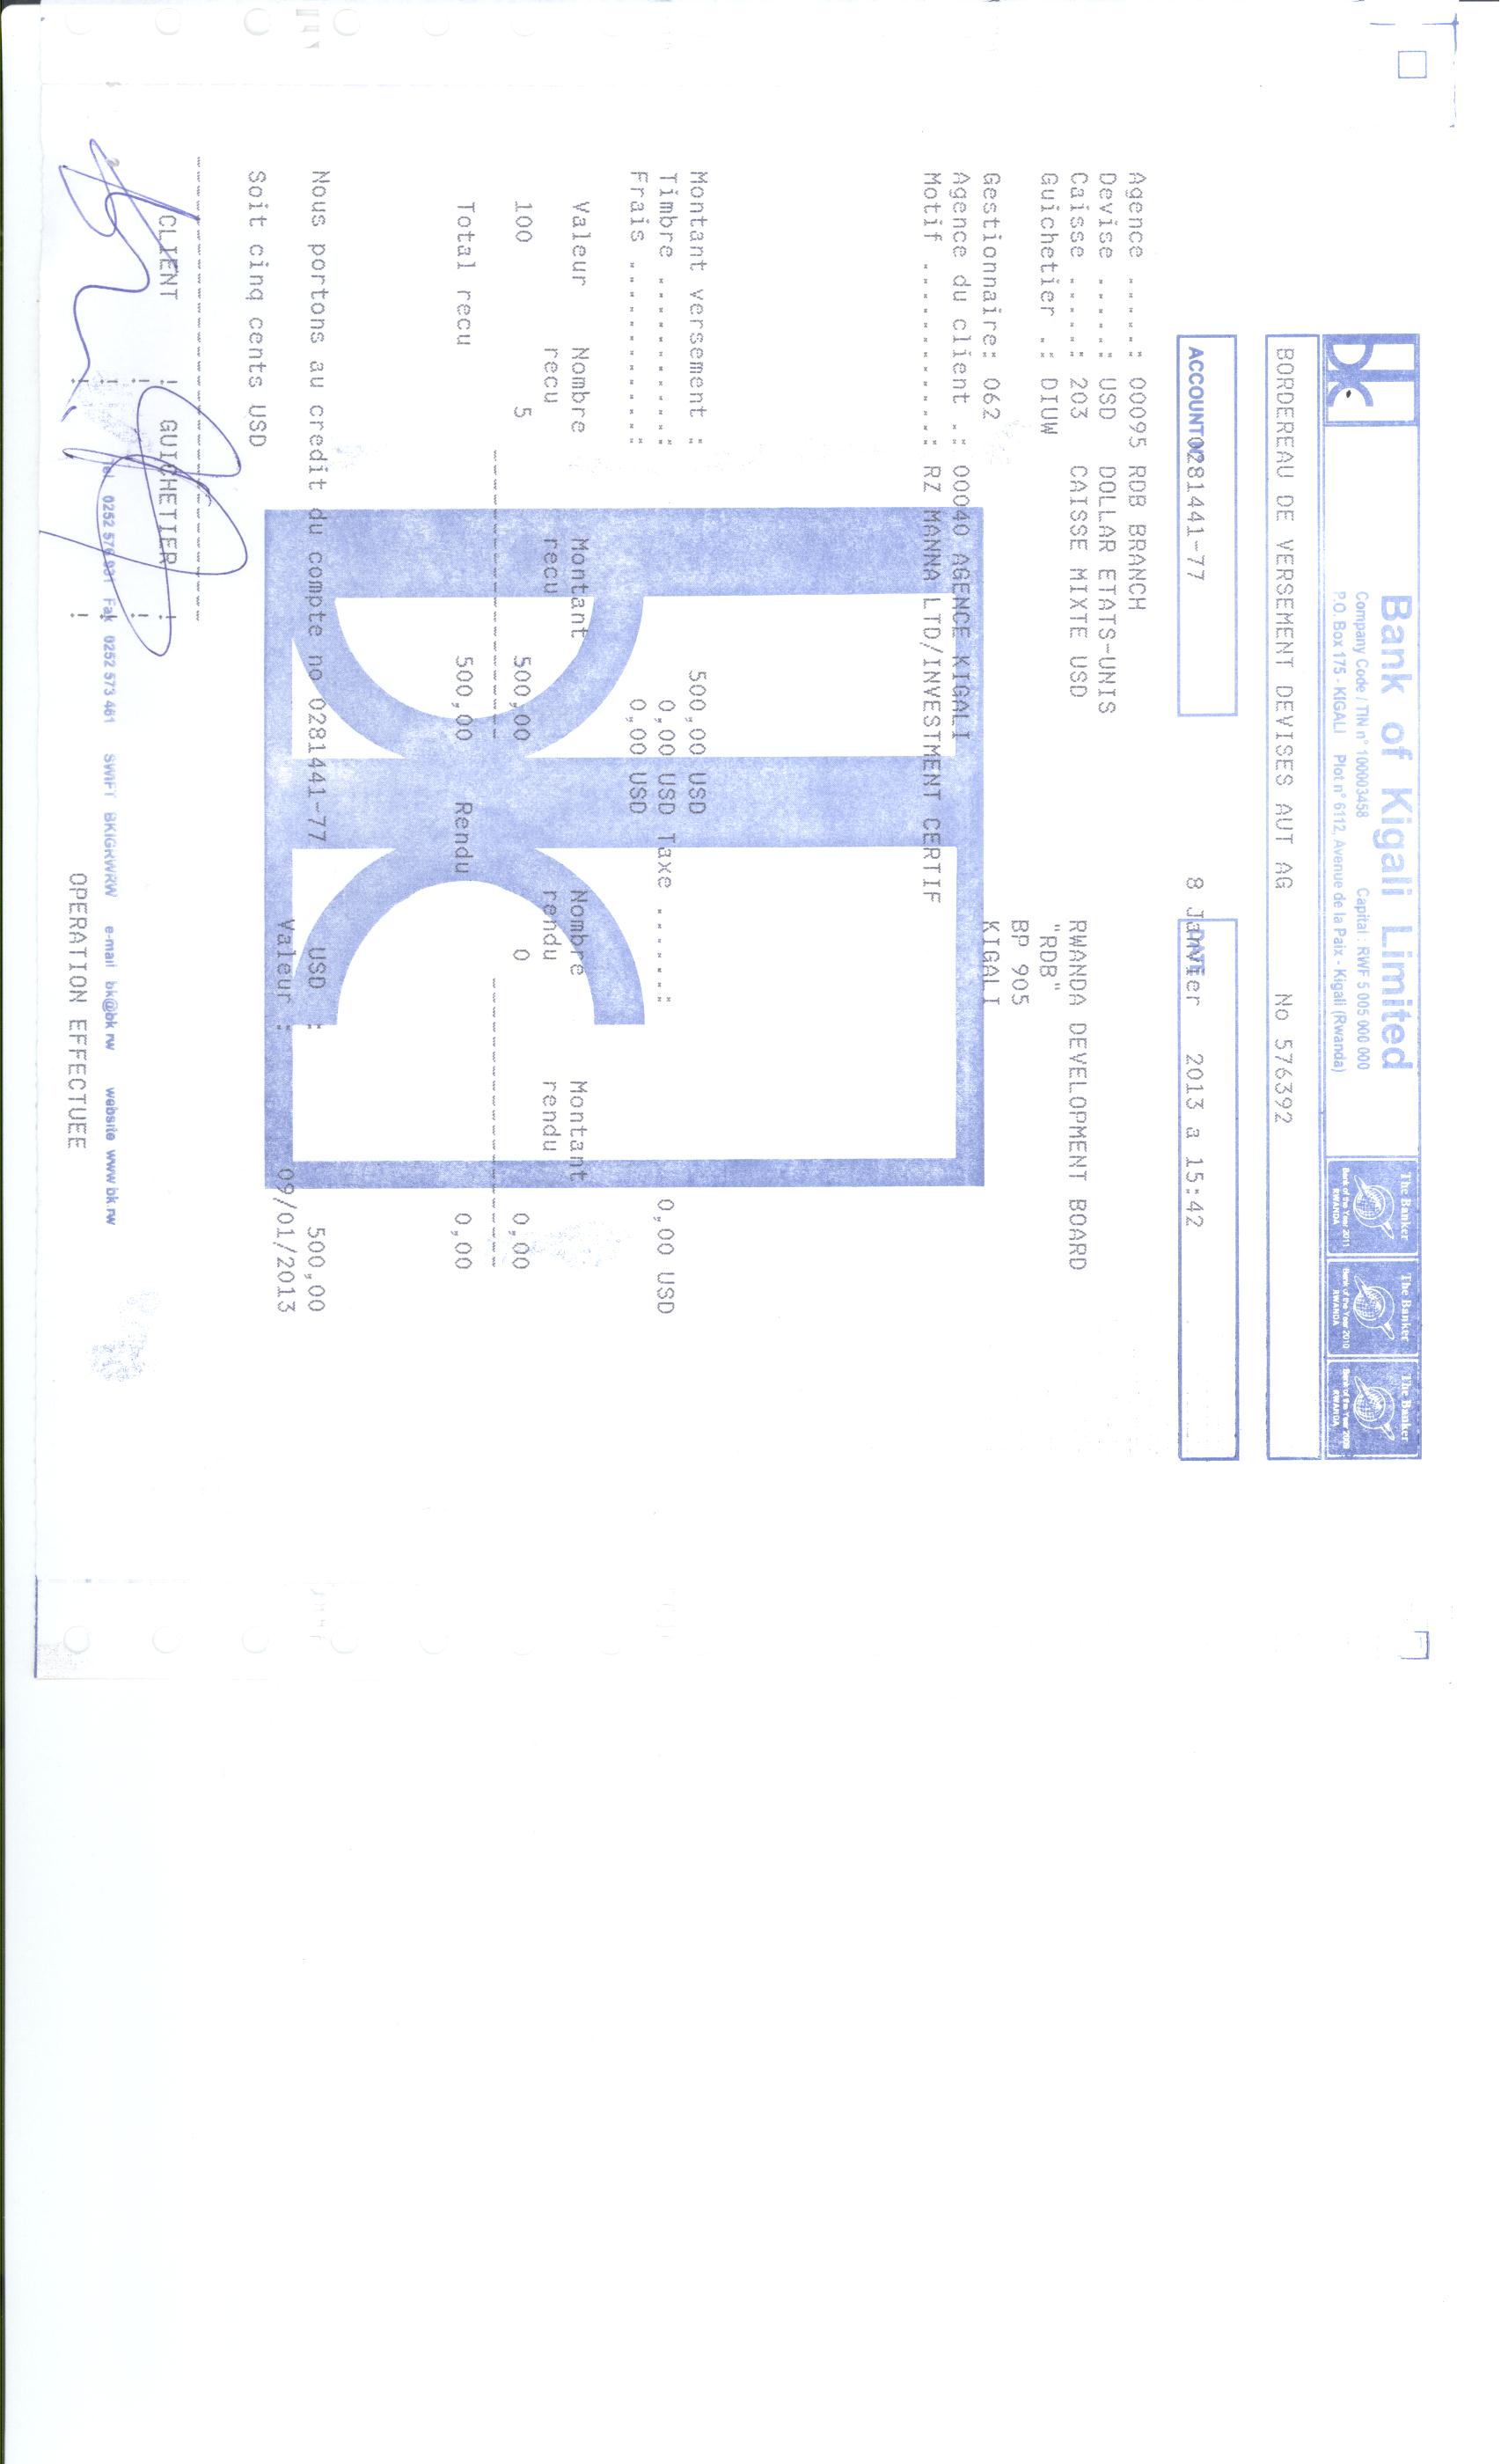 Bank of Kigali Limited
Company Code / TIN n° 100003458 Capital : RWF 5 005 000 000
P.O. Box 175 - KIGALI Plot n° 6112, Avenue de la Paix - Kigali (Rwanda)
The Banker
Bank of the Year 2011
RWANDA
The Banker
Bank of the Year 2010
RWANDA
The Banker
Bank of the Year 2009
RWANDA
BORDEREAU DE VERSEMENT DEVISES AUT AG No 576392
ACCOUNT N° 0281441-77 DATE 8 Janvier 2013 a 15:42
Agence ......: 00095 RDB BRANCH
Devise ......: USD DOLLAR ETATS-UNIS
Caisse ......: 203 CAISSE MIXTE USD RWANDA DEVELOPMENT BOARD
Guichetier ..: DIUW "RDB"
BP 905
Gestionnaire: 062 KIGALI
Agence du client .: 00040 AGENCE KIGALI
Motif ............: RZ MANNA LTD/INVESTMENT CERTIF
Montant versement : 500,00 USD
Timbre ...........: 0,00 USD Taxe ......: 0,00 USD
Frais ............: 0,00 USD
Valeur Nombre Montant Nombre Montant
recu recu rendu rendu
100 5 500,00 0 0,00
Total recu 500,00 Rendu 0,00
Nous portons au credit du compte no 0281441-77 USD : 500,00
Valeur : 09/01/2013
Soit cinq cents USD
CLIENT GUICHETIER
Tel 0252 576 931 Fax 0252 573 461 SWIFT BKIGRWRW e-mail bk@bk.rw website www.bk.rw
OPERATION EFFECTUEE